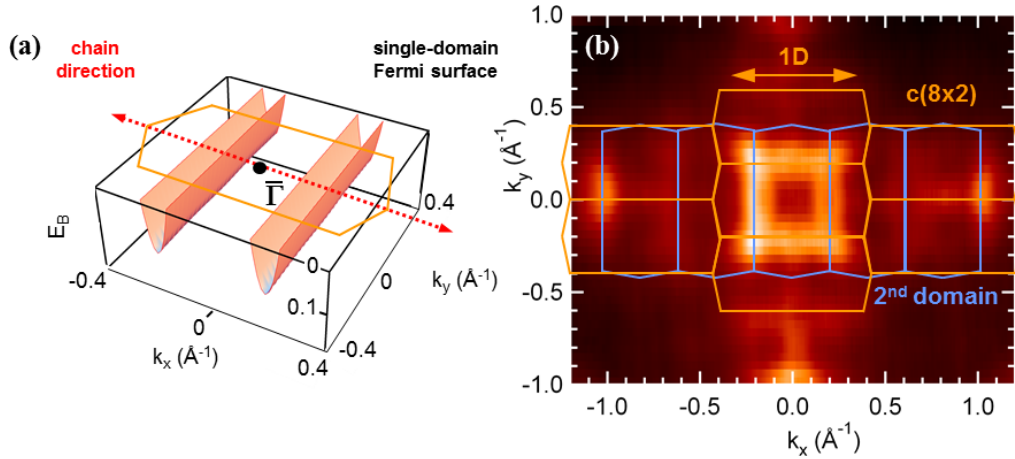 (a)
chain
direction
single-domain
Fermi surface
Γ̅
E_B
-0.4
0
0.4
k_x (Å⁻¹)
0
0.1
-0.4
0
0.4
k_y (Å⁻¹)
(b)
1D
c(8x2)
2ⁿᵈ domain
1.0
0.5
0.0
-0.5
-1.0
k_y (Å⁻¹)
-1.0
-0.5
0.0
0.5
1.0
k_x (Å⁻¹)